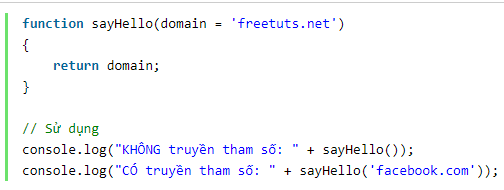 function sayHello(domain = 'freetuts.net')
{
    return domain;
}

// Sử dụng
console.log("KHÔNG truyền tham số: " + sayHello());
console.log("CÓ truyền tham số: " + sayHello('facebook.com'));